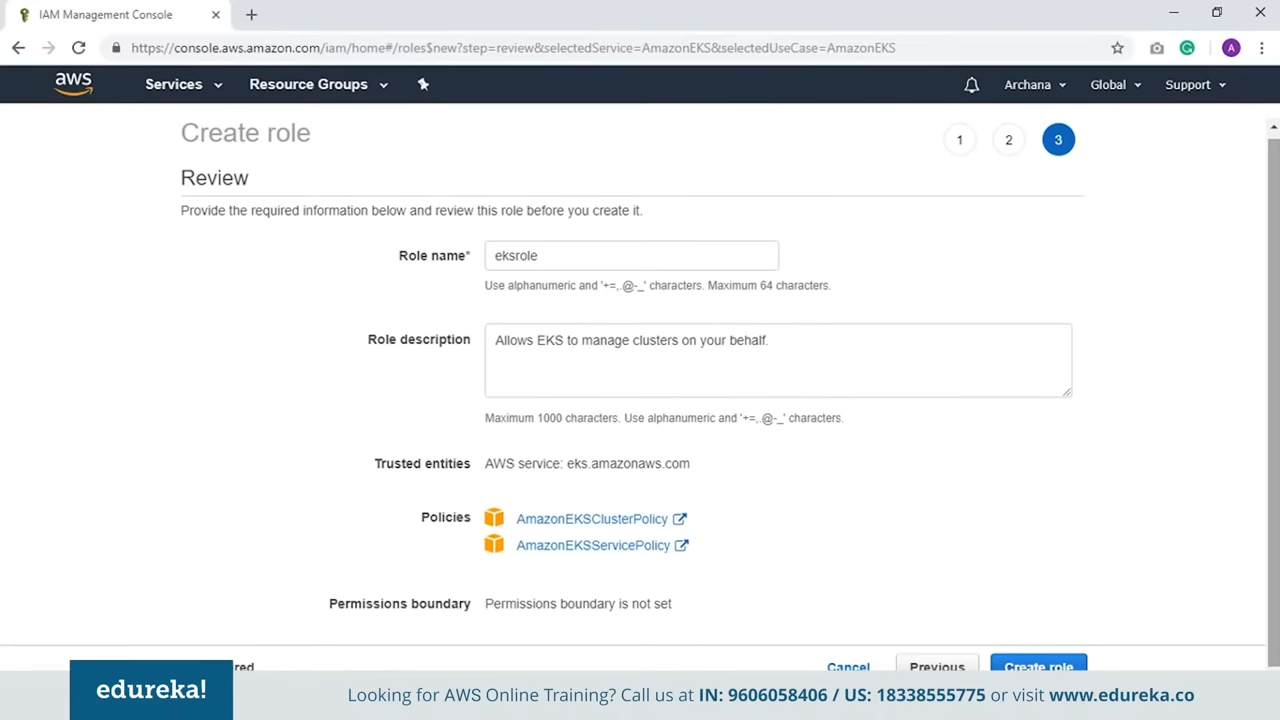 IAM Management Console
https://console.aws.amazon.com/iam/home#/roles$new?step=review&selectedService=AmazonEKS&selectedUseCase=AmazonEKS
A
aws
Services
Resource Groups
Archana
Global
Support
Create role
1
2
3
Review
Provide the required information below and review this role before you create it.
Role name*
eksrole
Use alphanumeric and '+=,.@-_' characters. Maximum 64 characters.
Role description
Allows EKS to manage clusters on your behalf.
Maximum 1000 characters. Use alphanumeric and '+=,.@-_' characters.
Trusted entities
AWS service: eks.amazonaws.com
Policies
AmazonEKSClusterPolicy
AmazonEKSServicePolicy
Permissions boundary
Permissions boundary is not set
red
Cancel
Previous
Create role
edureka!
Looking for AWS Online Training? Call us at IN: 9606058406 / US: 18338555775 or visit www.edureka.co